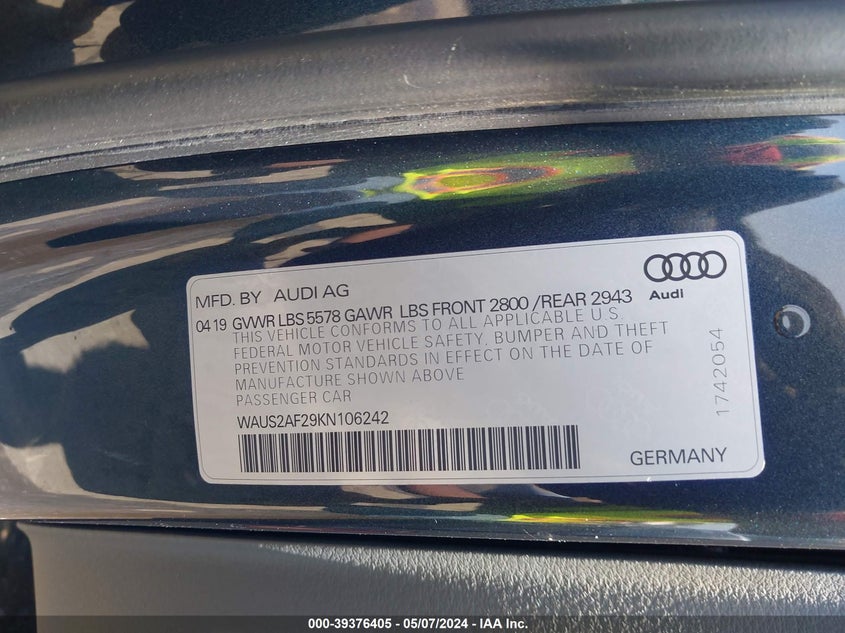 MFD. BY AUDI AG
04 19 GVWR LBS 5578 GAWR LBS FRONT 2800 /REAR 2943
Audi
THIS VEHICLE CONFORMS TO ALL APPLICABLE U.S.
FEDERAL MOTOR VEHICLE SAFETY, BUMPER AND THEFT
PREVENTION STANDARDS IN EFFECT ON THE DATE OF
MANUFACTURE SHOWN ABOVE
PASSENGER CAR
WAUS2AF29KN106242
GERMANY
1742054
000-39376405 — 05/07/2024 — IAA Inc.